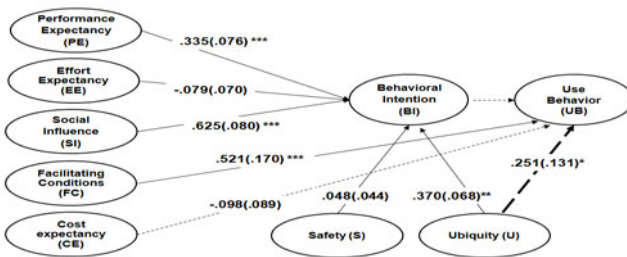 Performance
Expectancy
(PE)
.335(.076) ***
Effort
Expectancy
(EE)
-.079(.070)
Behavioral
Intention
(BI)
Use
Behavior
(UB)
Social
Influence
(SI)
.625(.080) ***
.521(.170) ***
.251(.131)*
Facilitating
Conditions
(FC)
-.098(.089)
.048(.044)
.370(.068)**
Cost
expectancy
(CE)
Safety (S)
Ubiquity (U)